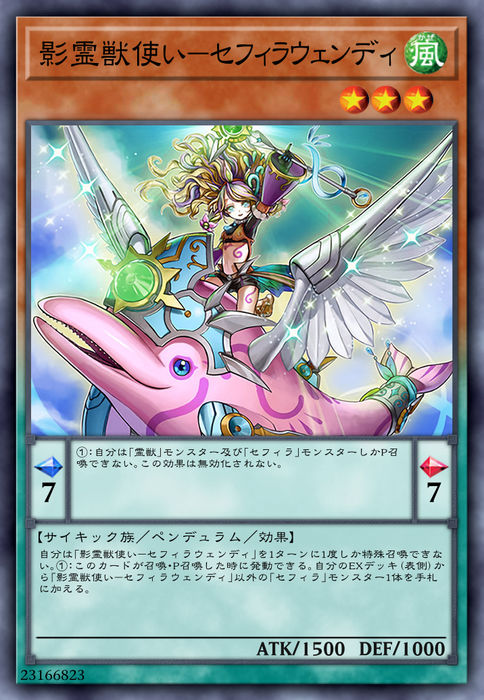 影霊獣使い－セフィラウェンディ
風
かぜ
①:自分は「霊獣」モンスター及び「セフィラ」モンスターしかP召
喚できない。この効果は無効化されない。
7
7
【サイキック族／ペンデュラム／効果】
自分は「影霊獣使い－セフィラウェンディ」を1ターンに1度しか特殊召喚できな
い。①:このカードが召喚・P召喚した時に発動できる。自分のEXデッキ(表側)か
ら「影霊獣使い－セフィラウェンディ」以外の「セフィラ」モンスター1体を手札
に加える。
ATK/1500 DEF/1000
23166823